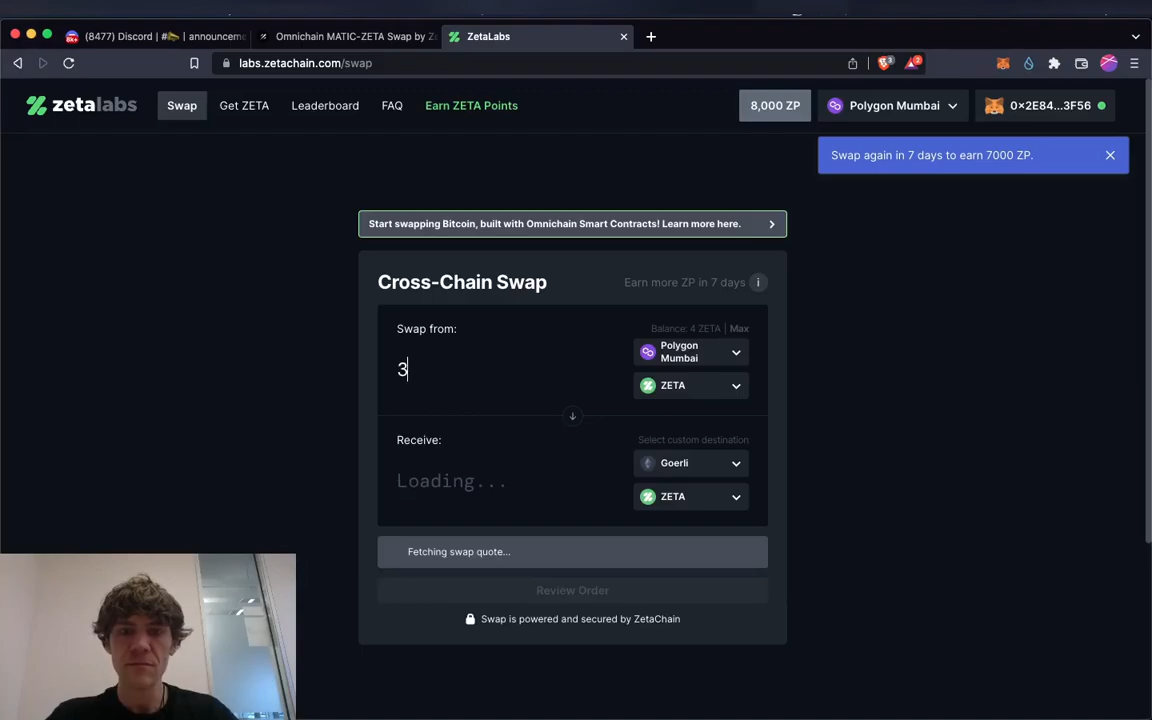 (8477) Discord | #
| announceme
Omnichain MATIC-ZETA Swap by Ze
ZetaLabs
labs.zetachain.com/swap
3
2
zetalabs
Swap
Get ZETA
Leaderboard
FAQ
Earn ZETA Points
8,000 ZP
Polygon Mumbai
0×2E84...3F56
Swap again in 7 days to earn 7000 ZP.
Start swapping Bitcoin, built with Omnichain Smart Contracts! Learn more here.
Cross-Chain Swap
Earn more ZP in 7 days
i
Swap from:
Balance: 4 ZETA | Max
3
Polygon
Mumbai
ZETA
Receive:
Select custom destination
Loading...
Goerli
ZETA
Fetching swap quote...
Review Order
Swap is powered and secured by ZetaChain